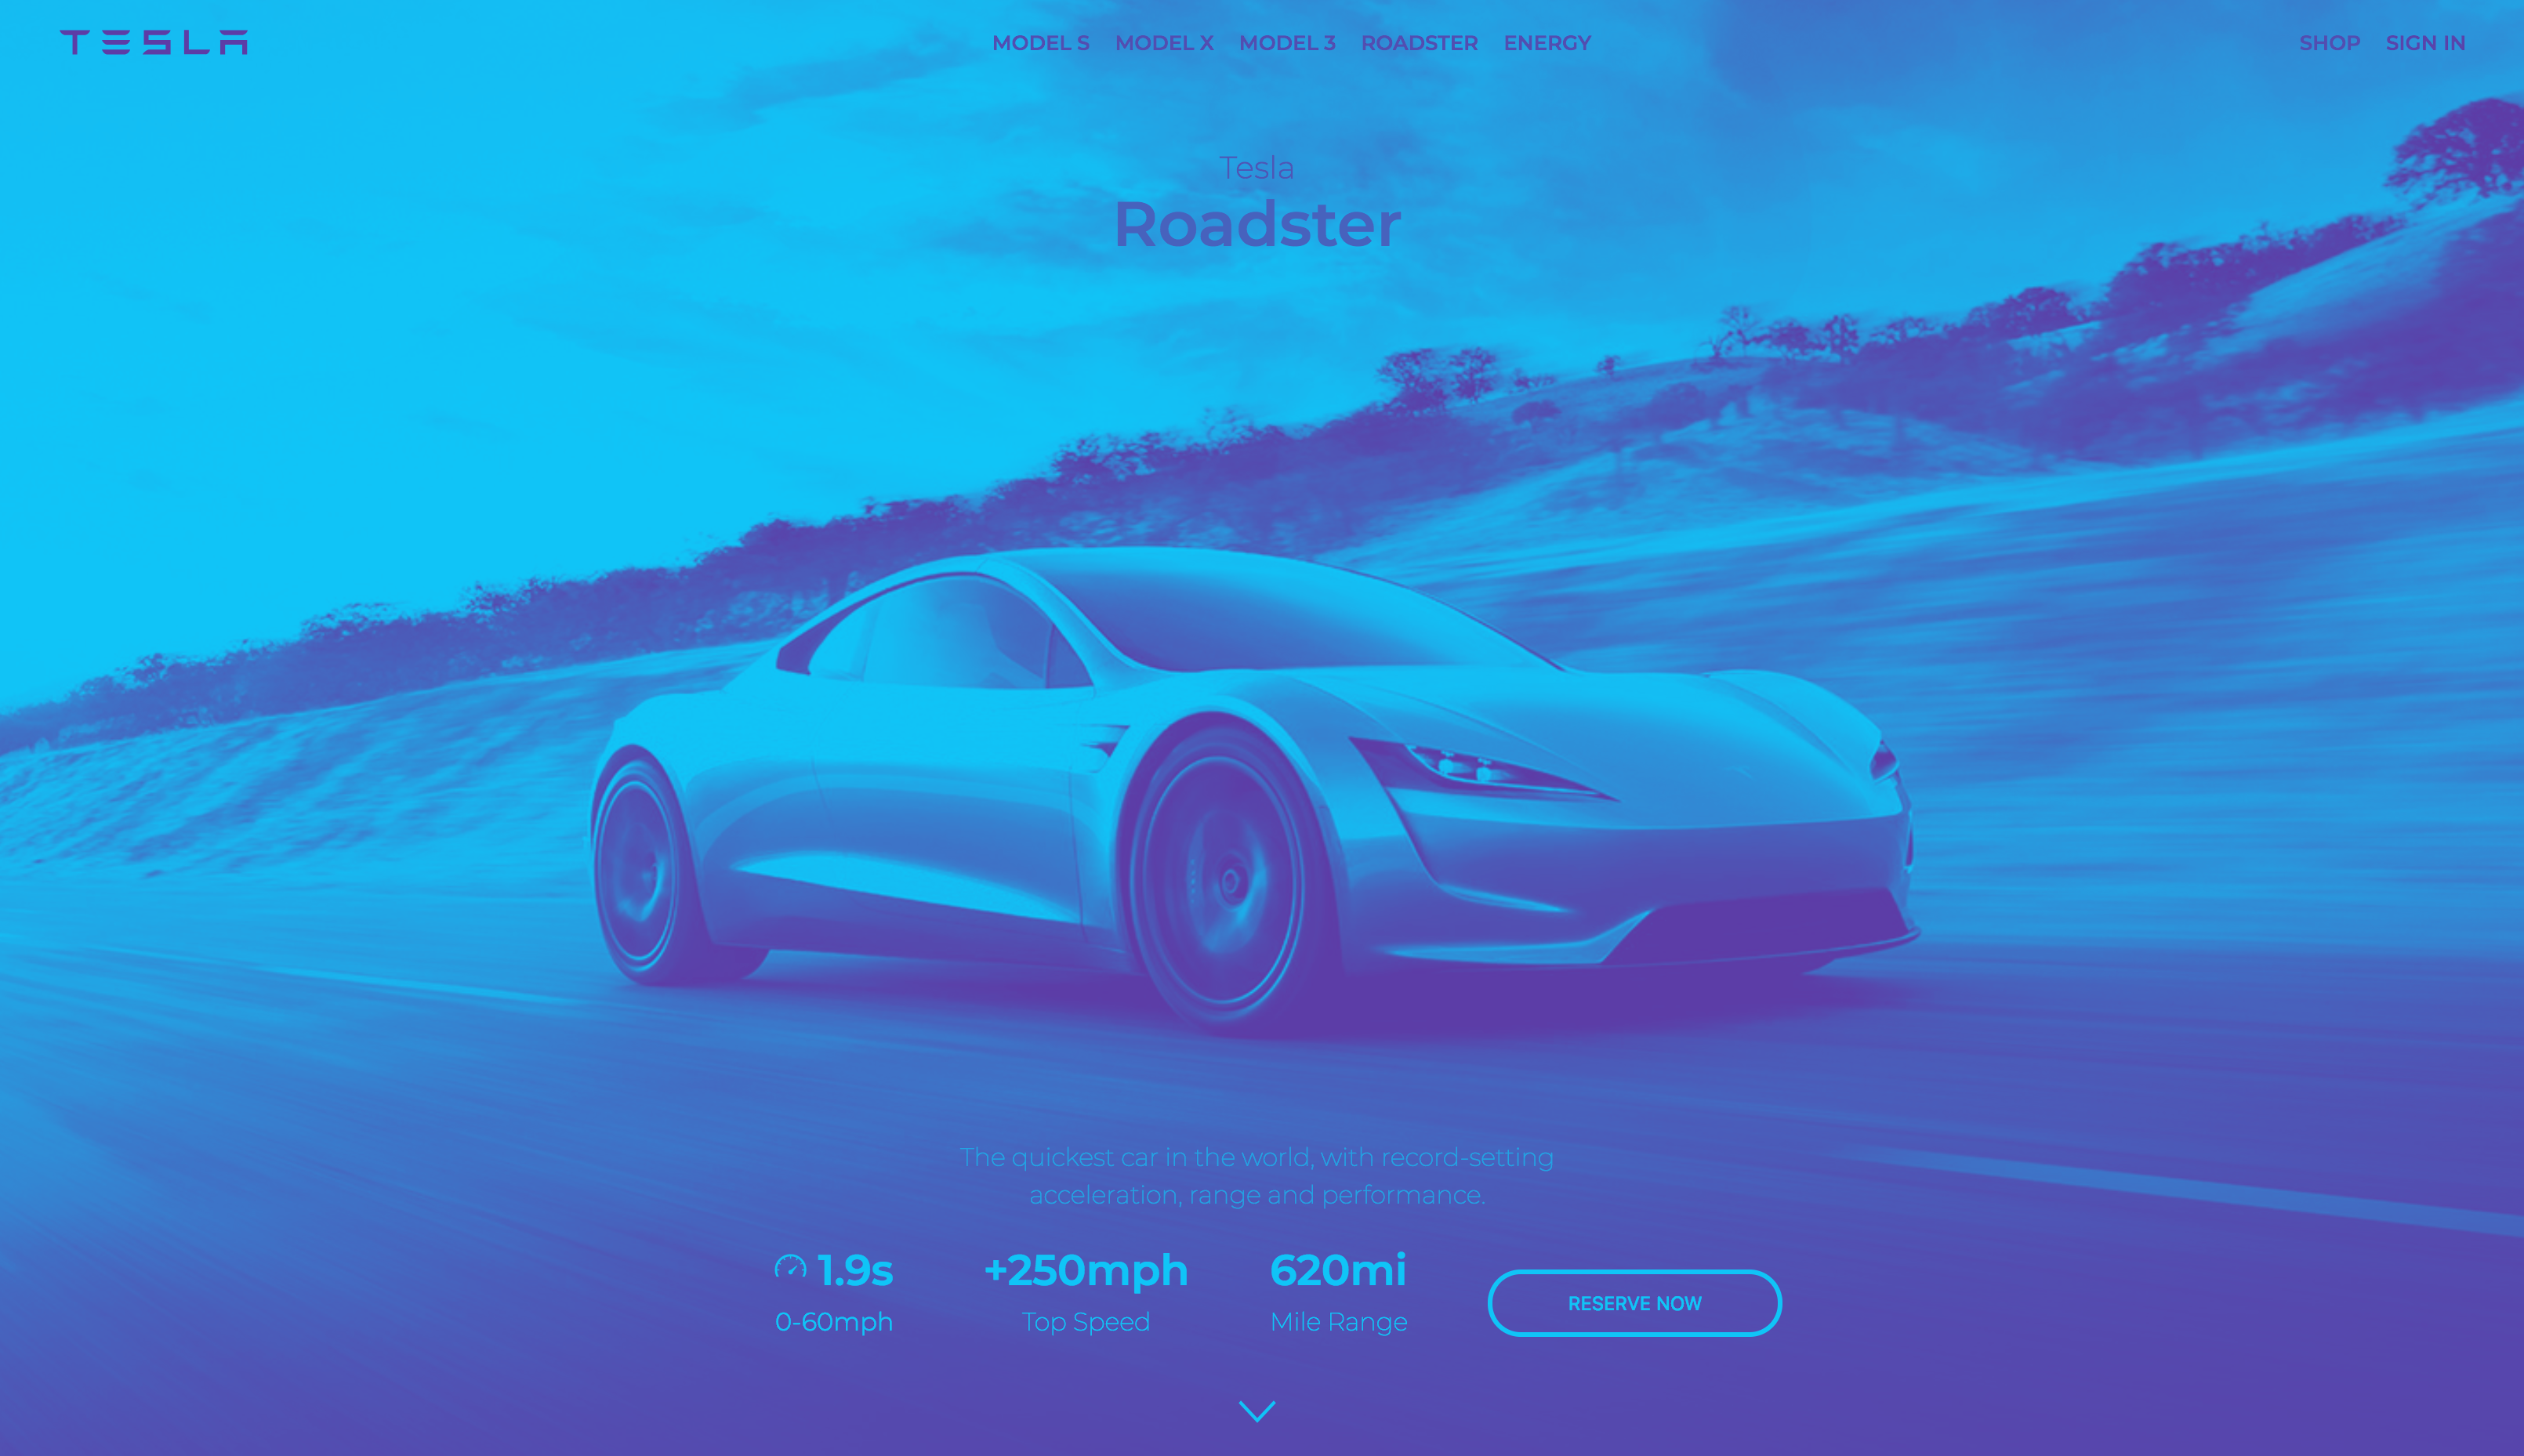 TESLA
MODEL S MODEL X MODEL 3 ROADSTER ENERGY
SHOP SIGN IN
Tesla
Roadster
The quickest car in the world, with record-setting
acceleration, range and performance.
1.9s
0-60mph
+250mph
Top Speed
620mi
Mile Range
RESERVE NOW